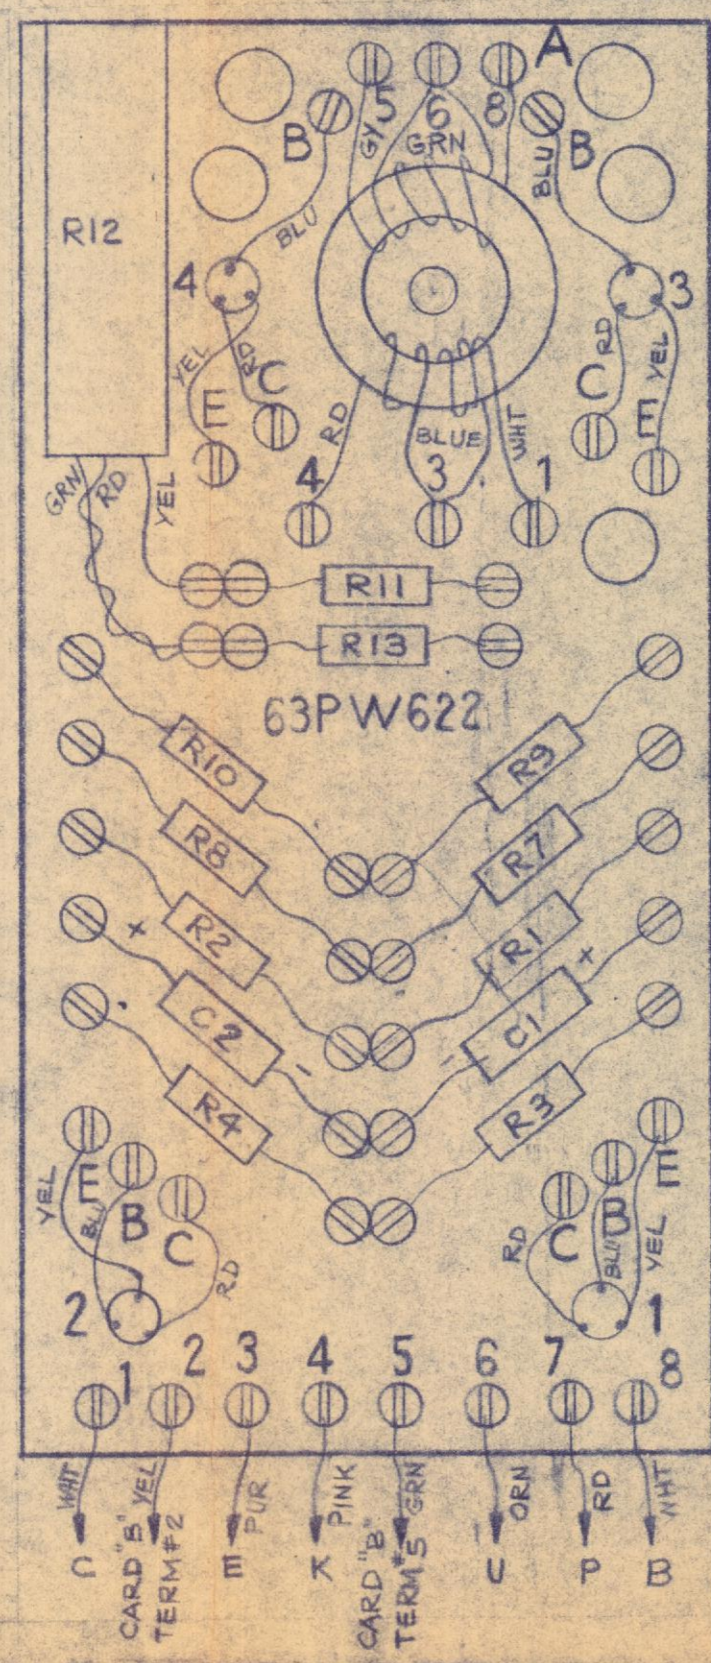 A
5 6 8
B GY GRN BLU B
R12
BLU
4 3
YEL RD C RD YEL
E C E
RD BLUE WHT
4 3 1
GRN RD YEL
R11
R13
63PW622
R10 R9
R8 R7
R2 R1
+ +
C2 C1
- -
R4 R3
E E
YEL BLU B B
C C
RD RD BLU YEL
2 1
1 2 3 4 5 6 7 8
WHT YEL PUR PINK GRN ORN RD WHT
CARD "B"
TERM #2
E K
CARD "B"
TERM #5
U P B